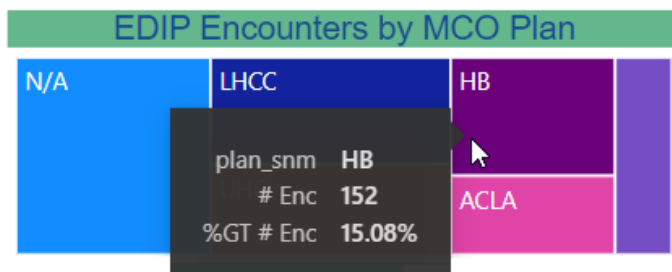 EDIP Encounters by MCO Plan
N/A
LHCC
HB
plan_snm HB
# Enc 152
%GT # Enc 15.08%
ACLA